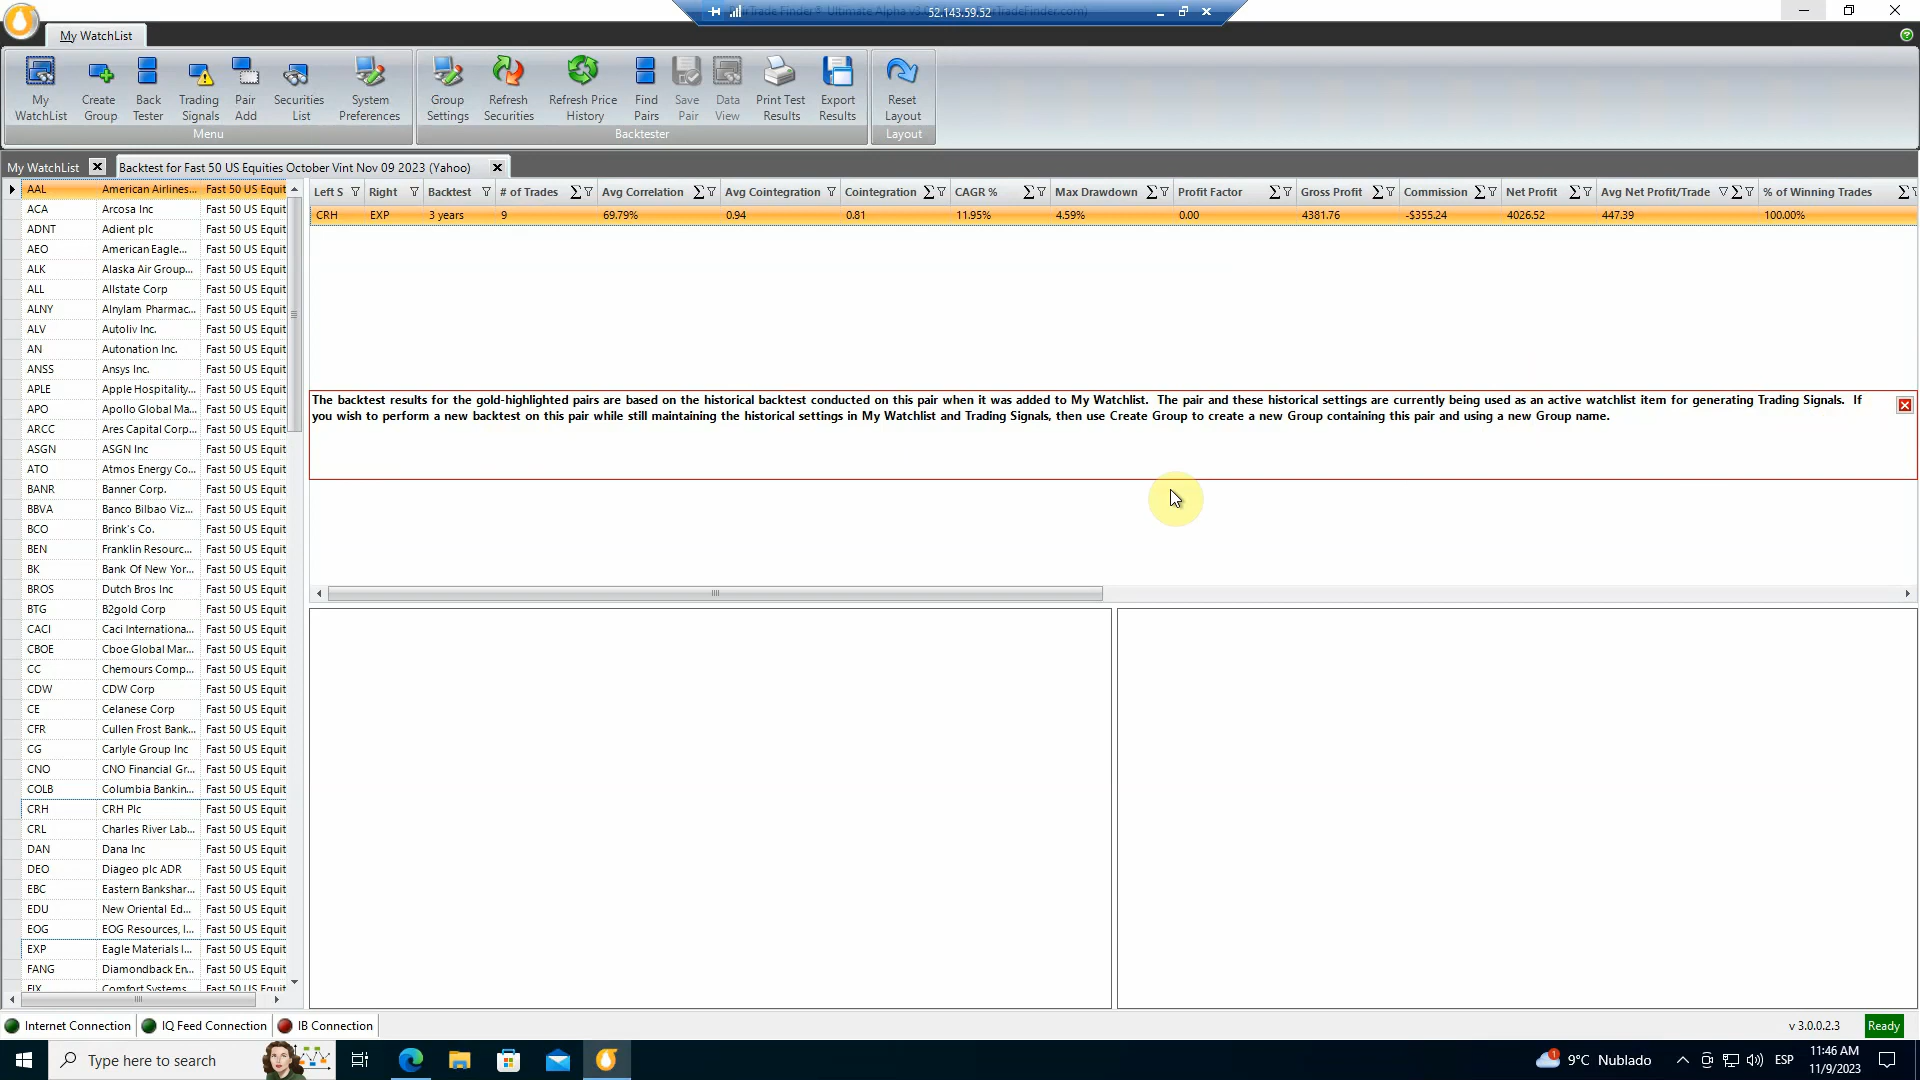 PairTrade Finder® Ultimate Alpha v3. 52.143.59.52 irTradeFinder.com)
My WatchList
My WatchList
Create Group
Back Tester
Trading Signals
Pair Add
Securities List
System Preferences
Menu
Group Settings
Refresh Securities
Refresh Price History
Find Pairs
Save Pair
Data View
Print Test Results
Export Results
Backtester
Reset Layout
Layout
My WatchList
Backtest for Fast 50 US Equities October Vint Nov 09 2023 (Yahoo)
Left S Right Backtest # of Trades Avg Correlation Avg Cointegration Cointegration CAGR % Max Drawdown Profit Factor Gross Profit Commission Net Profit Avg Net Profit/Trade % of Winning Trades
CRH EXP 3 years 9 69.79% 0.94 0.81 11.95% 4.59% 0.00 4381.76 -$355.24 4026.52 447.39 100.00%
The backtest results for the gold-highlighted pairs are based on the historical backtest conducted on this pair when it was added to My Watchlist. The pair and these historical settings are currently being used as an active watchlist item for generating Trading Signals. If
you wish to perform a new backtest on this pair while still maintaining the historical settings in My Watchlist and Trading Signals, then use Create Group to create a new Group containing this pair and using a new Group name.
AAL American Airlines... Fast 50 US Equit
ACA Arcosa Inc Fast 50 US Equit
ADNT Adient plc Fast 50 US Equit
AEO American Eagle... Fast 50 US Equit
ALK Alaska Air Group... Fast 50 US Equit
ALL Allstate Corp Fast 50 US Equit
ALNY Alnylam Pharmac... Fast 50 US Equit
ALV Autoliv Inc. Fast 50 US Equit
AN Autonation Inc. Fast 50 US Equit
ANSS Ansys Inc. Fast 50 US Equit
APLE Apple Hospitality... Fast 50 US Equit
APO Apollo Global Ma... Fast 50 US Equit
ARCC Ares Capital Corp... Fast 50 US Equit
ASGN ASGN Inc Fast 50 US Equit
ATO Atmos Energy Co... Fast 50 US Equit
BANR Banner Corp. Fast 50 US Equit
BBVA Banco Bilbao Viz... Fast 50 US Equit
BCO Brink's Co. Fast 50 US Equit
BEN Franklin Resourc... Fast 50 US Equit
BK Bank Of New Yor... Fast 50 US Equit
BROS Dutch Bros Inc Fast 50 US Equit
BTG B2gold Corp Fast 50 US Equit
CACI Caci Internationa... Fast 50 US Equit
CBOE Cboe Global Mar... Fast 50 US Equit
CC Chemours Comp... Fast 50 US Equit
CDW CDW Corp Fast 50 US Equit
CE Celanese Corp Fast 50 US Equit
CFR Cullen Frost Bank... Fast 50 US Equit
CG Carlyle Group Inc Fast 50 US Equit
CNO CNO Financial Gr... Fast 50 US Equit
COLB Columbia Bankin... Fast 50 US Equit
CRH CRH Plc Fast 50 US Equit
CRL Charles River Lab... Fast 50 US Equit
DAN Dana Inc Fast 50 US Equit
DEO Diageo plc ADR Fast 50 US Equit
EBC Eastern Bankshar... Fast 50 US Equit
EDU New Oriental Ed... Fast 50 US Equit
EOG EOG Resources, I... Fast 50 US Equit
EXP Eagle Materials I... Fast 50 US Equit
FANG Diamondback En... Fast 50 US Equit
FIX Comfort Systems Fast 50 US Equit
Internet Connection IQ Feed Connection IB Connection v 3.0.0.2.3 Ready
Type here to search 9°C Nublado ESP 11:46 AM
11/9/2023